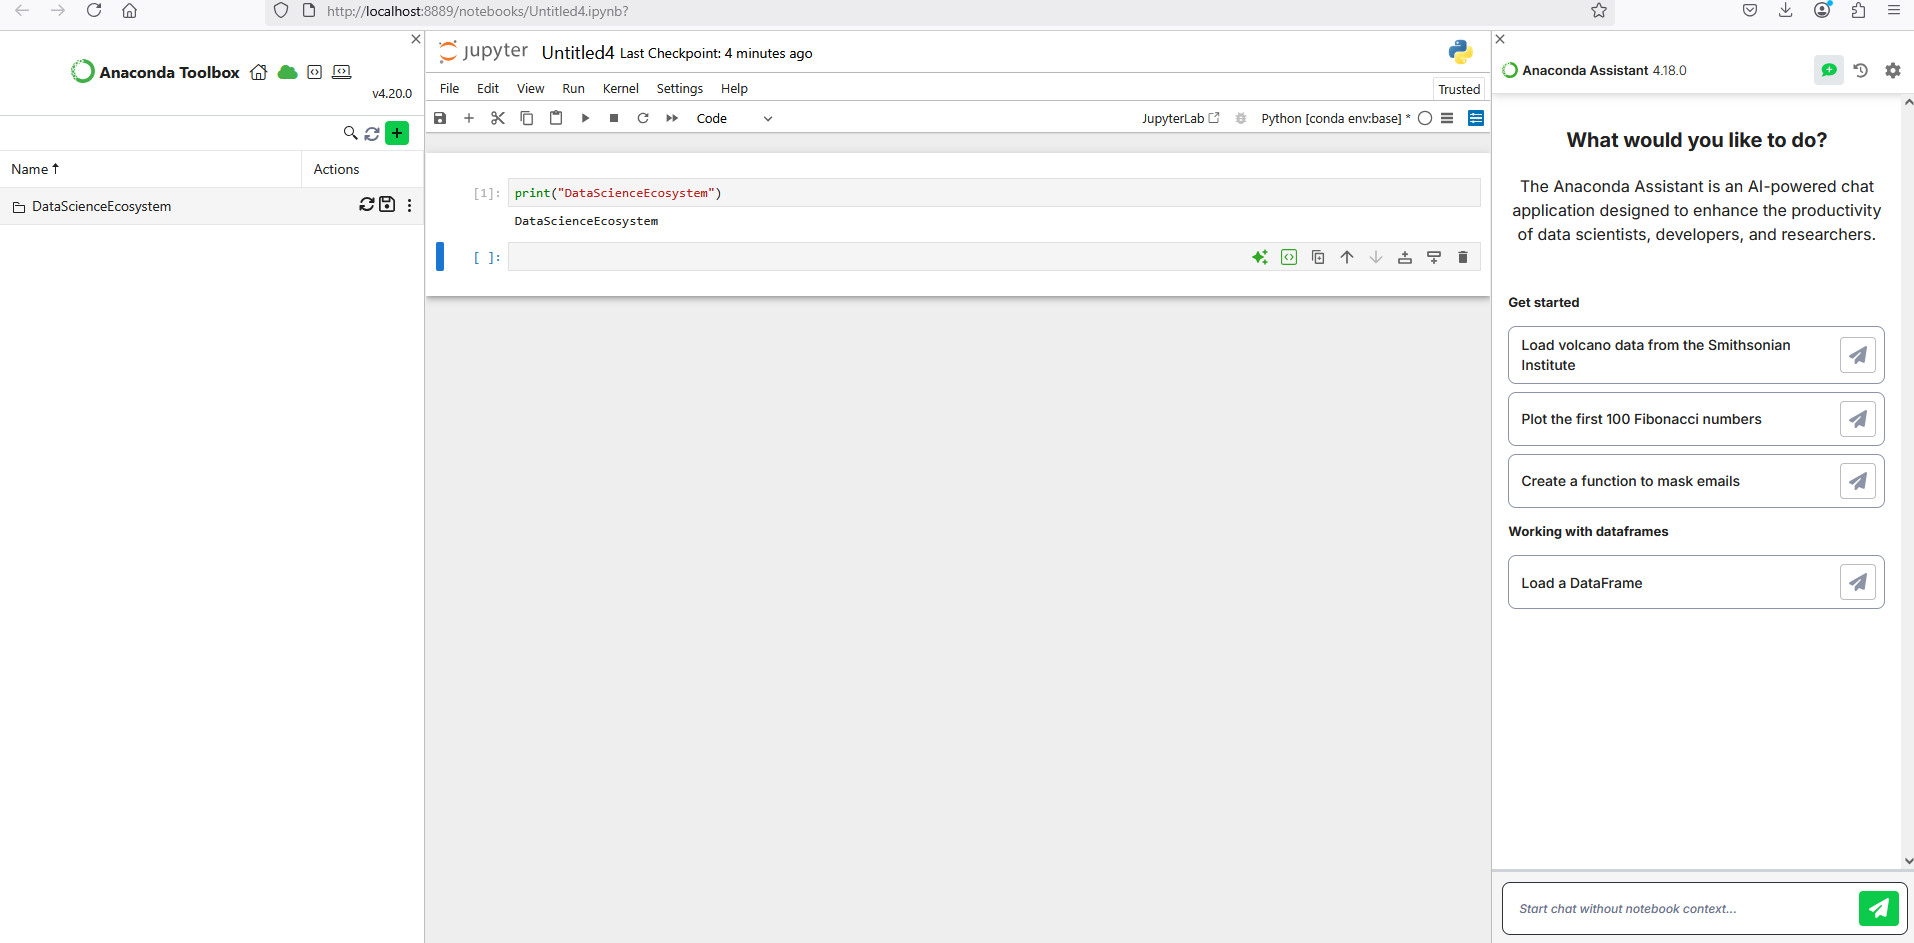 http://localhost:8889/notebooks/Untitled4.ipynb?
Anaconda Toolbox
v4.20.0
Name
Actions
DataScienceEcosystem
jupyter Untitled4 Last Checkpoint: 4 minutes ago
File Edit View Run Kernel Settings Help
Trusted
Code
JupyterLab
Python [conda env:base] *
[1]: print("DataScienceEcosystem")
DataScienceEcosystem
[ ]:
Anaconda Assistant 4.18.0
What would you like to do?
The Anaconda Assistant is an AI-powered chat
application designed to enhance the productivity
of data scientists, developers, and researchers.
Get started
Load volcano data from the Smithsonian
Institute
Plot the first 100 Fibonacci numbers
Create a function to mask emails
Working with dataframes
Load a DataFrame
Start chat without notebook context...